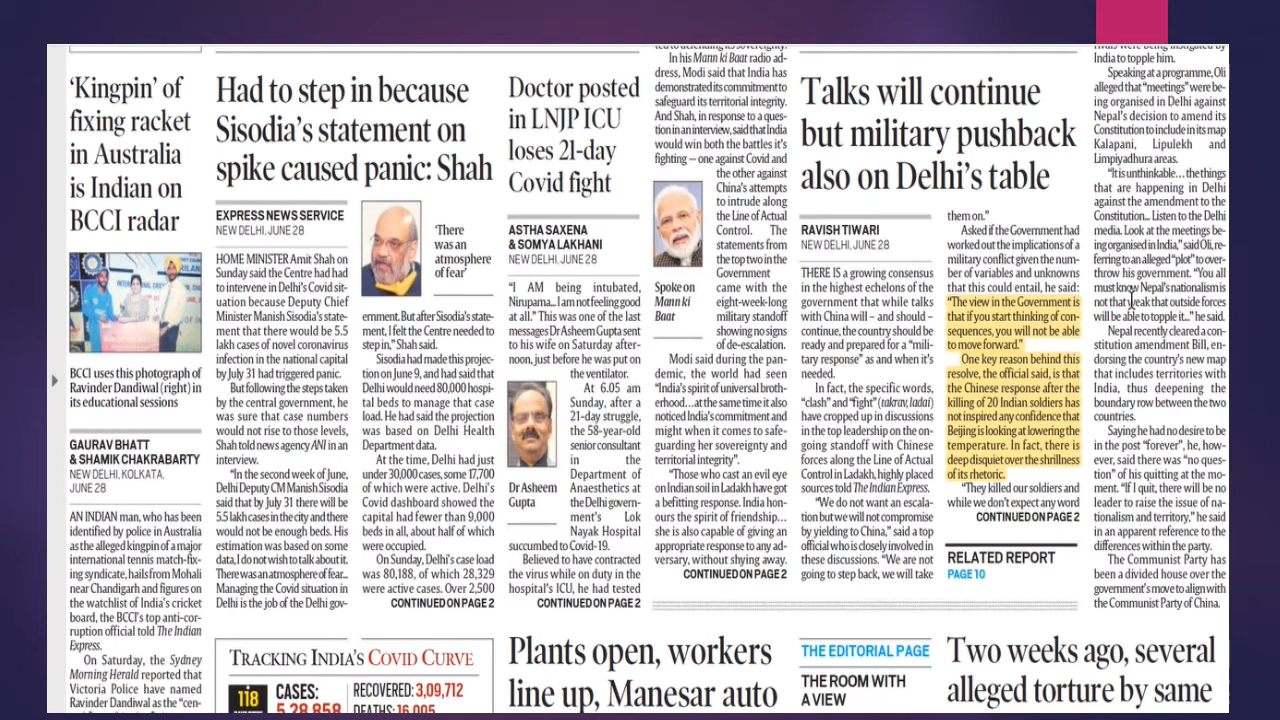 'Kingpin' of
fixing racket
in Australia
is Indian on
BCCI radar
BCCI uses this photograph of
Ravinder Dandiwal (right) in
its educational sessions
GAURAV BHATT
& SHAMIK CHAKRABARTY
NEW DELHI, KOLKATA,
JUNE 28
AN INDIAN man, who has been
identified by police in Australia
as the alleged kingpin of a major
international tennis match-fix-
ing syndicate, hails from Mohali
near Chandigarh and figures on
the watchlist of India's cricket
board, the BCCI's top anti-cor-
ruption official told The Indian
Express.
On Saturday, the Sydney
Morning Herald reported that
Victoria Police have named
Ravinder Dandiwal as the "cen-
Had to step in because
Sisodia's statement on
spike caused panic: Shah
EXPRESS NEWS SERVICE
NEW DELHI, JUNE 28
HOME MINISTER Amit Shah on
Sunday said the Centre had had
to intervene in Delhi's Covid sit-
uation because Deputy Chief
Minister Manish Sisodia's state-
ment that there would be 5.5
lakh cases of novel coronavirus
infection in the national capital
by July 31 had triggered panic.
But following the steps taken
by the central government, he
was sure that case numbers
would not rise to those levels,
Shah told news agency ANI in an
interview.
"In the second week of June,
Delhi Deputy CM Manish Sisodia
said that by July 31 there will be
5.5 lakh cases in the city and there
would not be enough beds. His
estimation was based on some
data, I do not wish to talk about it.
There was an atmosphere of fear...
Managing the Covid situation in
Delhi is the job of the Delhi gov-
'There
was an
atmosphere
of fear'
ernment. But after Sisodia's state-
ment, I felt the Centre needed to
step in," Shah said.
Sisodia had made this projec-
tion on June 9, and had said that
Delhi would need 80,000 hospi-
tal beds to manage that case
load. He had said the projection
was based on Delhi Health
Department data.
At the time, Delhi had just
under 30,000 cases, some 17,700
of which were active. Delhi's
Covid dashboard showed the
capital had fewer than 9,000
beds in all, about half of which
were occupied.
On Sunday, Delhi's case load
was 80,188, of which 28,329
were active cases. Over 2,500
CONTINUED ON PAGE 2
TRACKING INDIA'S COVID CURVE
118
CASES:
5,28,859
RECOVERED: 3,09,712
DEATHS: 16,095
Doctor posted
in LNJP ICU
loses 21-day
Covid fight
ASTHA SAXENA
& SOMYA LAKHANI
NEW DELHI, JUNE 28
"I AM being intubated,
Nirupama... I am not feeling good
at all." This was one of the last
messages Dr Asheem Gupta sent
to his wife on Saturday after-
noon, just before he was put on
the ventilator.
At 6.05 am
Sunday, after a
21-day struggle,
the 58-year-old
senior consultant
in the
Department of
Anaesthetics at
the Delhi govern-
ment's Lok
Nayak Hospital
Dr Asheem
Gupta
succumbed to Covid-19.
Believed to have contracted
the virus while on duty in the
hospital's ICU, he had tested
CONTINUED ON PAGE 2
ted to defending its sovereignty.
In his Mann ki Baat radio ad-
dress, Modi said that India has
demonstrated its commitment to
safeguard its territorial integrity.
And Shah, in response to a ques-
tion in an interview, said that India
would win both the battles it's
fighting — one against Covid and
the other against
China's attempts
to intrude along
the Line of Actual
Control. The
statements from
the top two in the
Government
came with the
eight-week-long
military standoff
showing no signs
of de-escalation.
Spoke on
Mann ki
Baat
Modi said during the pan-
demic, the world had seen
"India's spirit of universal broth-
erhood...at the same time it also
noticed India's commitment and
might when it comes to safe-
guarding her sovereignty and
territorial integrity".
"Those who cast an evil eye
on Indian soil in Ladakh have got
a befitting response. India hon-
ours the spirit of friendship...
she is also capable of giving an
appropriate response to any ad-
versary, without shying away.
CONTINUED ON PAGE 2
Plants open, workers
line up, Manesar auto
Talks will continue
but military pushback
also on Delhi's table
RAVISH TIWARI
NEW DELHI, JUNE 28
THERE IS a growing consensus
in the highest echelons of the
government that while talks
with China will – and should –
continue, the country should be
ready and prepared for a "mili-
tary response" as and when it's
needed.
In fact, the specific words,
"clash" and "fight" (takrav, ladai)
have cropped up in discussions
in the top leadership on the on-
going standoff with Chinese
forces along the Line of Actual
Control in Ladakh, highly placed
sources told The Indian Express.
"We do not want an escala-
tion but we will not compromise
by yielding to China," said a top
official who is closely involved in
these discussions. "We are not
going to step back, we will take
them on."
Asked if the Government had
worked out the implications of a
military conflict given the num-
ber of variables and unknowns
that this could entail, he said:
"The view in the Government is
that if you start thinking of con-
sequences, you will not be able
to move forward."
One key reason behind this
resolve, the official said, is that
the Chinese response after the
killing of 20 Indian soldiers has
not inspired any confidence that
Beijing is looking at lowering the
temperature. In fact, there is
deep disquiet over the shrillness
of its rhetoric.
"They killed our soldiers and
while we don't expect any word
CONTINUED ON PAGE 2
RELATED REPORT
PAGE 10
THE EDITORIAL PAGE
THE ROOM WITH
A VIEW
India to topple him.
Speaking at a programme, Oli
alleged that "meetings" were be-
ing organised in Delhi against
Nepal's decision to amend its
Constitution to include in its map
Kalapani, Lipulekh and
Limpiyadhura areas.
"It is unthinkable... the things
that are happening in Delhi
against the amendment to the
Constitution... Listen to the Delhi
media. Look at the meetings be-
ing organised in India," said Oli, re-
ferring to an alleged "plot" to over-
throw his government. "You all
must know Nepal's nationalism is
not that weak that outside forces
will be able to topple it..." he said.
Nepal recently cleared a con-
stitution amendment Bill, en-
dorsing the country's new map
that includes territories with
India, thus deepening the
boundary row between the two
countries.
Saying he had no desire to be
in the post "forever", he, how-
ever, said there was "no ques-
tion" of his quitting at the mo-
ment. "If I quit, there will be no
leader to raise the issue of na-
tionalism and territory," he said
in an apparent reference to the
differences within the party.
The Communist Party has
been a divided house over the
government's move to align with
the Communist Party of China.
Two weeks ago, several
alleged torture by same